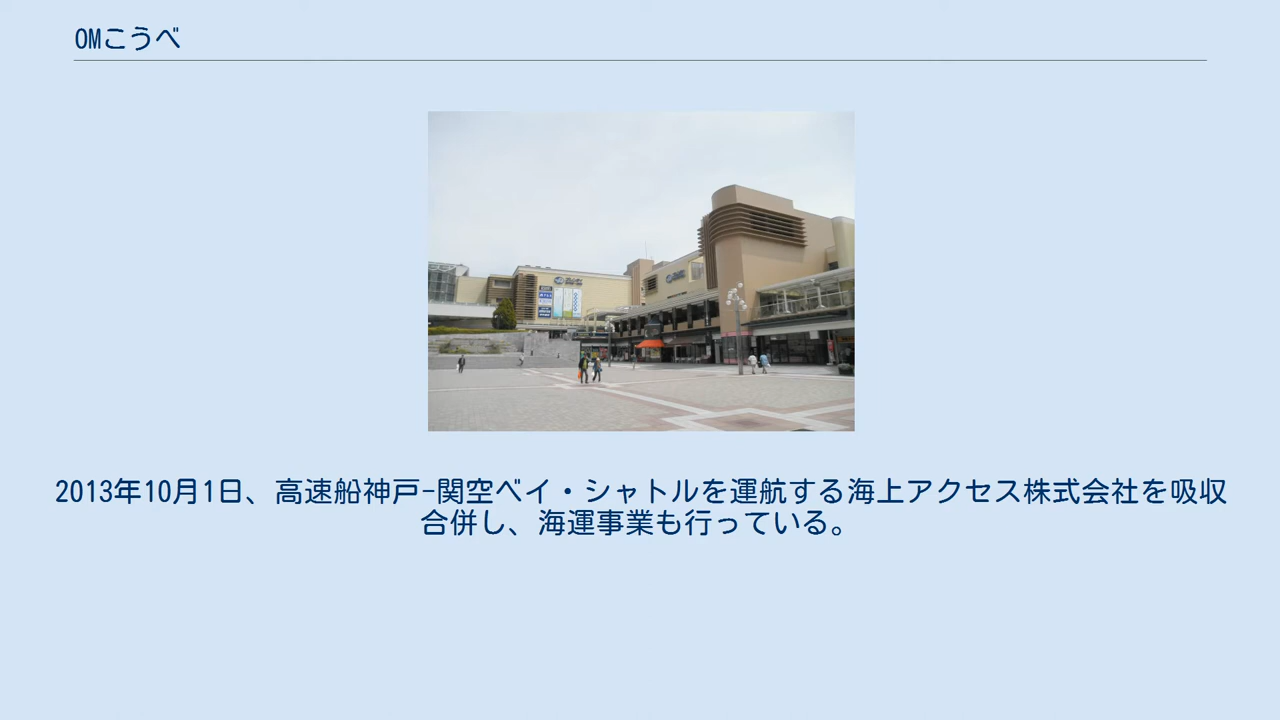 OMこうべ
2013年10月1日、高速船神戸-関空ベイ・シャトルを運航する海上アクセス株式会社を吸収
合併し、海運事業も行っている。